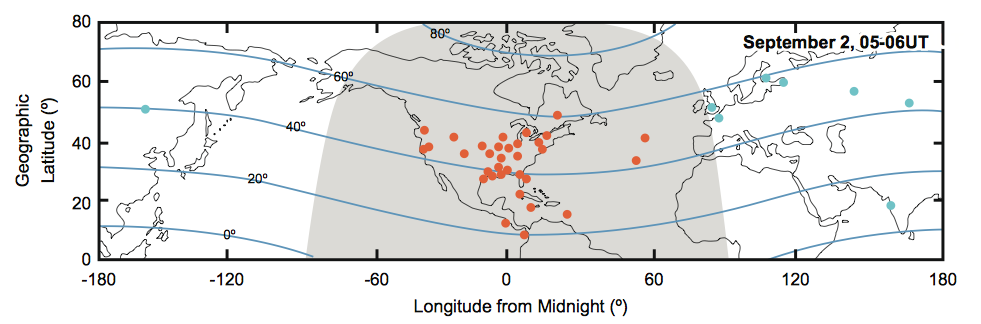 80
80º
September 2, 05-06UT
60
60º
Geographic
Latitude (º)
40
40º
20
20º
0º
0
-180
-120
-60
0
60
120
180
Longitude from Midnight (º)